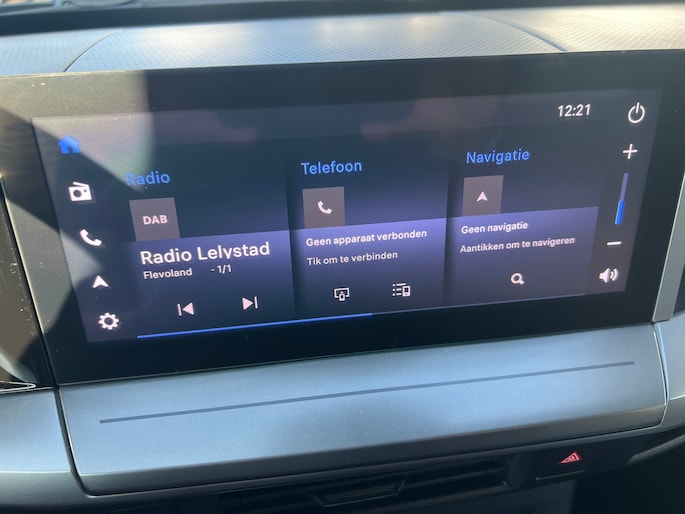 12:21
Radio
DAB
Radio Lelystad
Flevoland - 1/1
Telefoon
Geen apparaat verbonden
Tik om te verbinden
Navigatie
Geen navigatie
Aantikken om te navigeren